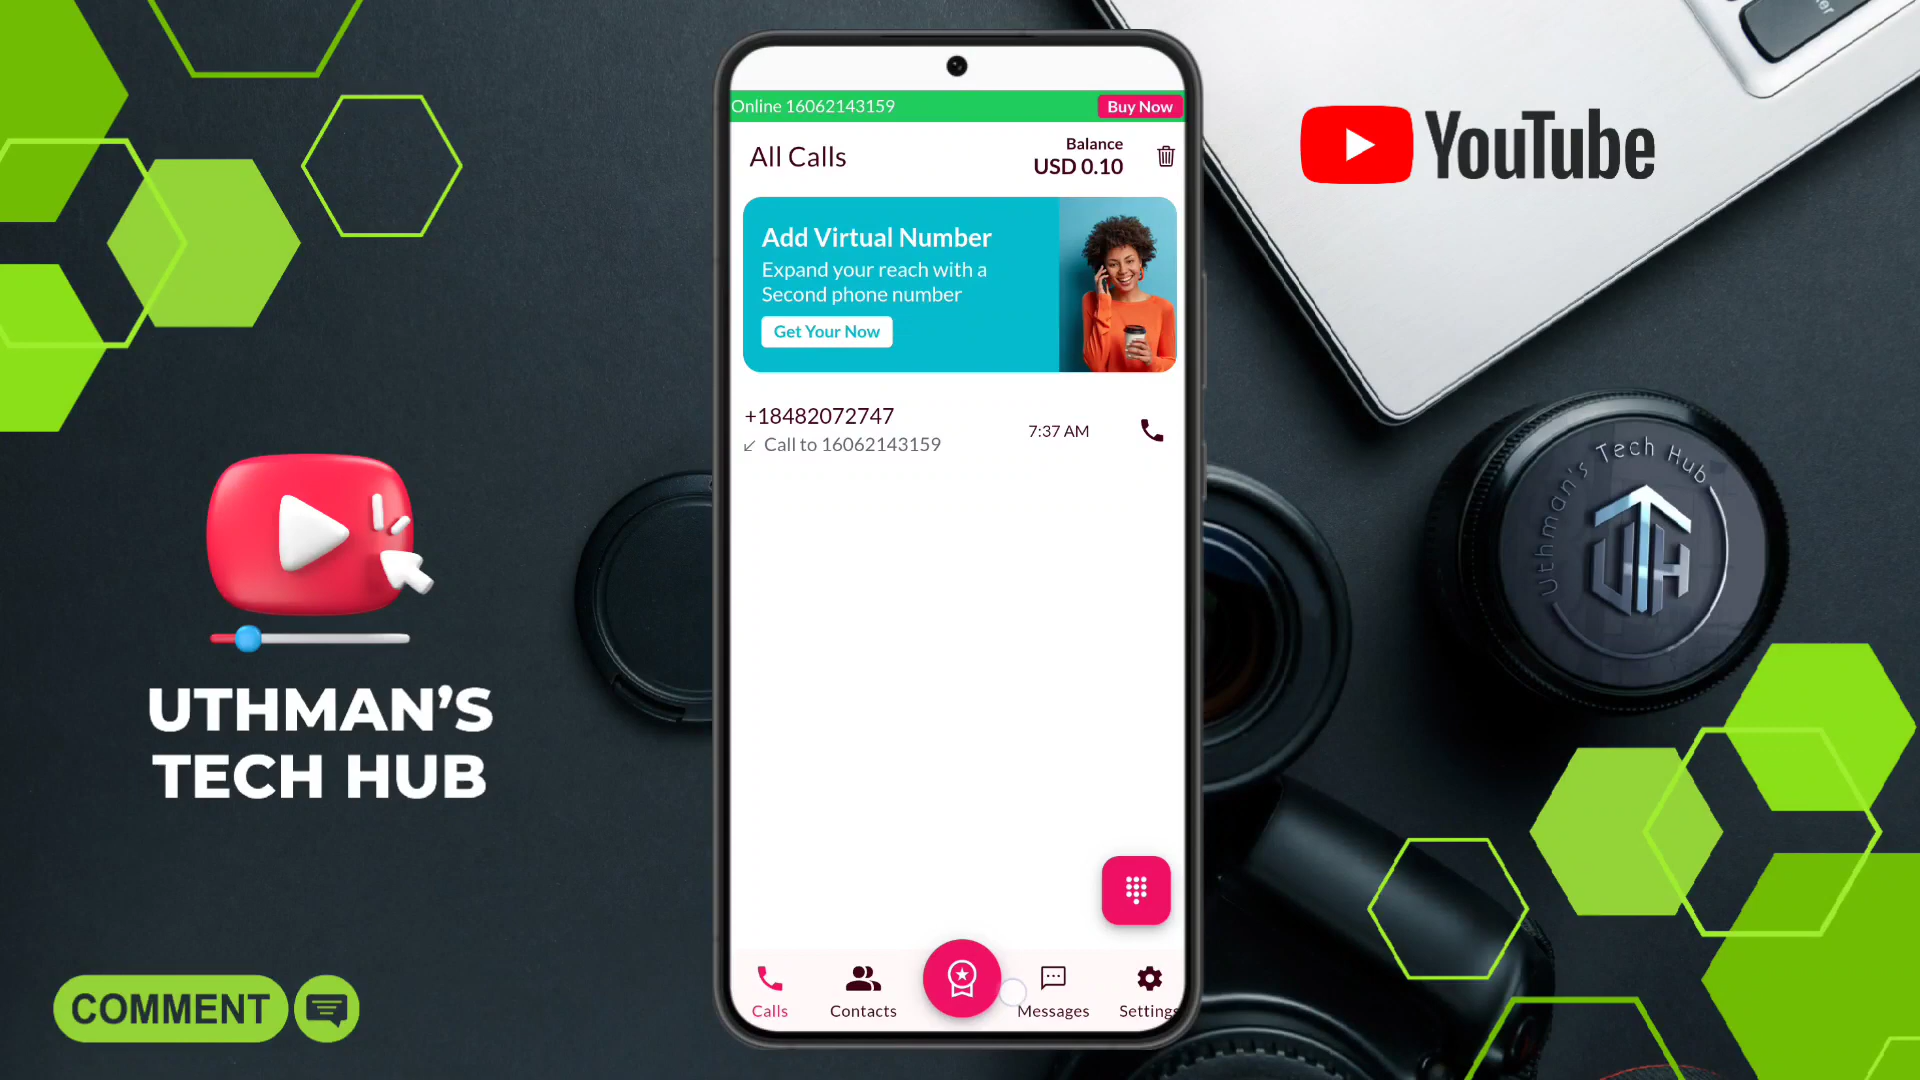 Online 16062143159
Buy Now
All Calls
Balance
USD 0.10
Add Virtual Number
Expand your reach with a
Second phone number
Get Your Now
+18482072747
Call to 16062143159
7:37 AM
Calls
Contacts
Messages
Settings
YouTube
Uthman's Tech Hub
UTH
UTHMAN'S
TECH HUB
COMMENT